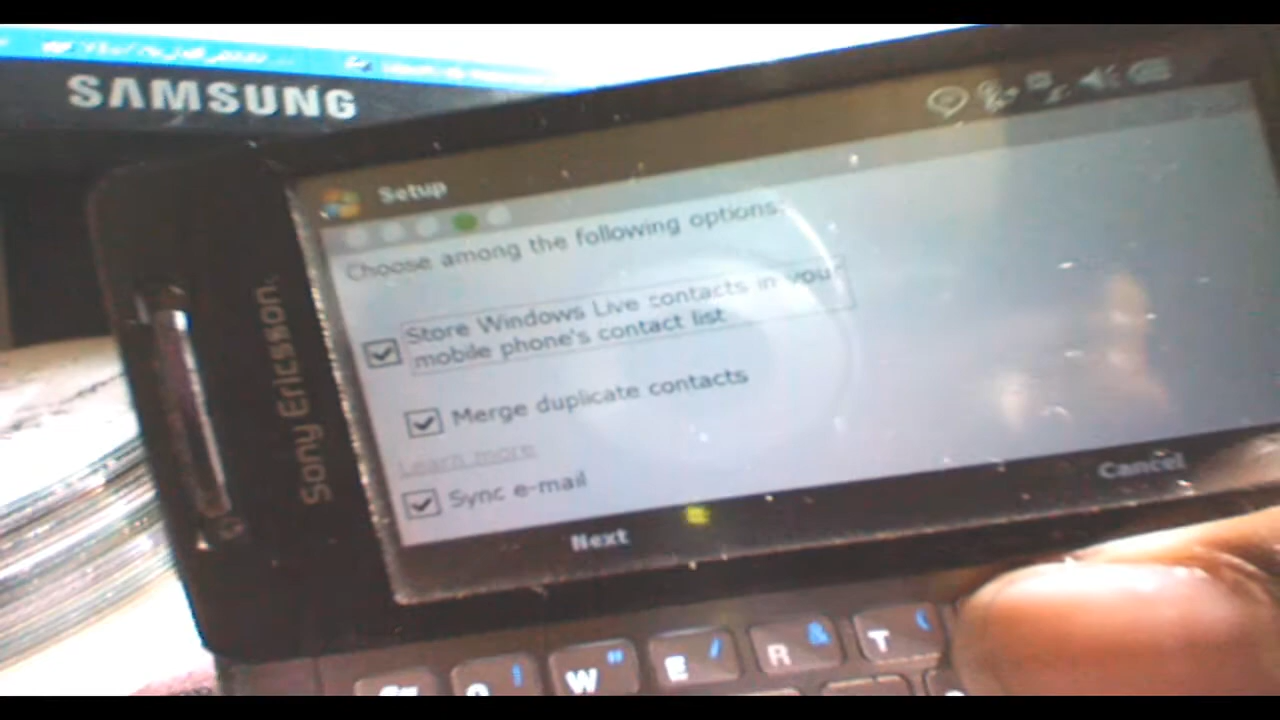 SAMSUNG
Sony Ericsson
Setup
Choose among the following options:
Store Windows Live contacts in your
mobile phone's contact list
Merge duplicate contacts
Learn more
Sync e-mail
Next
Cancel
W " E / R & T (